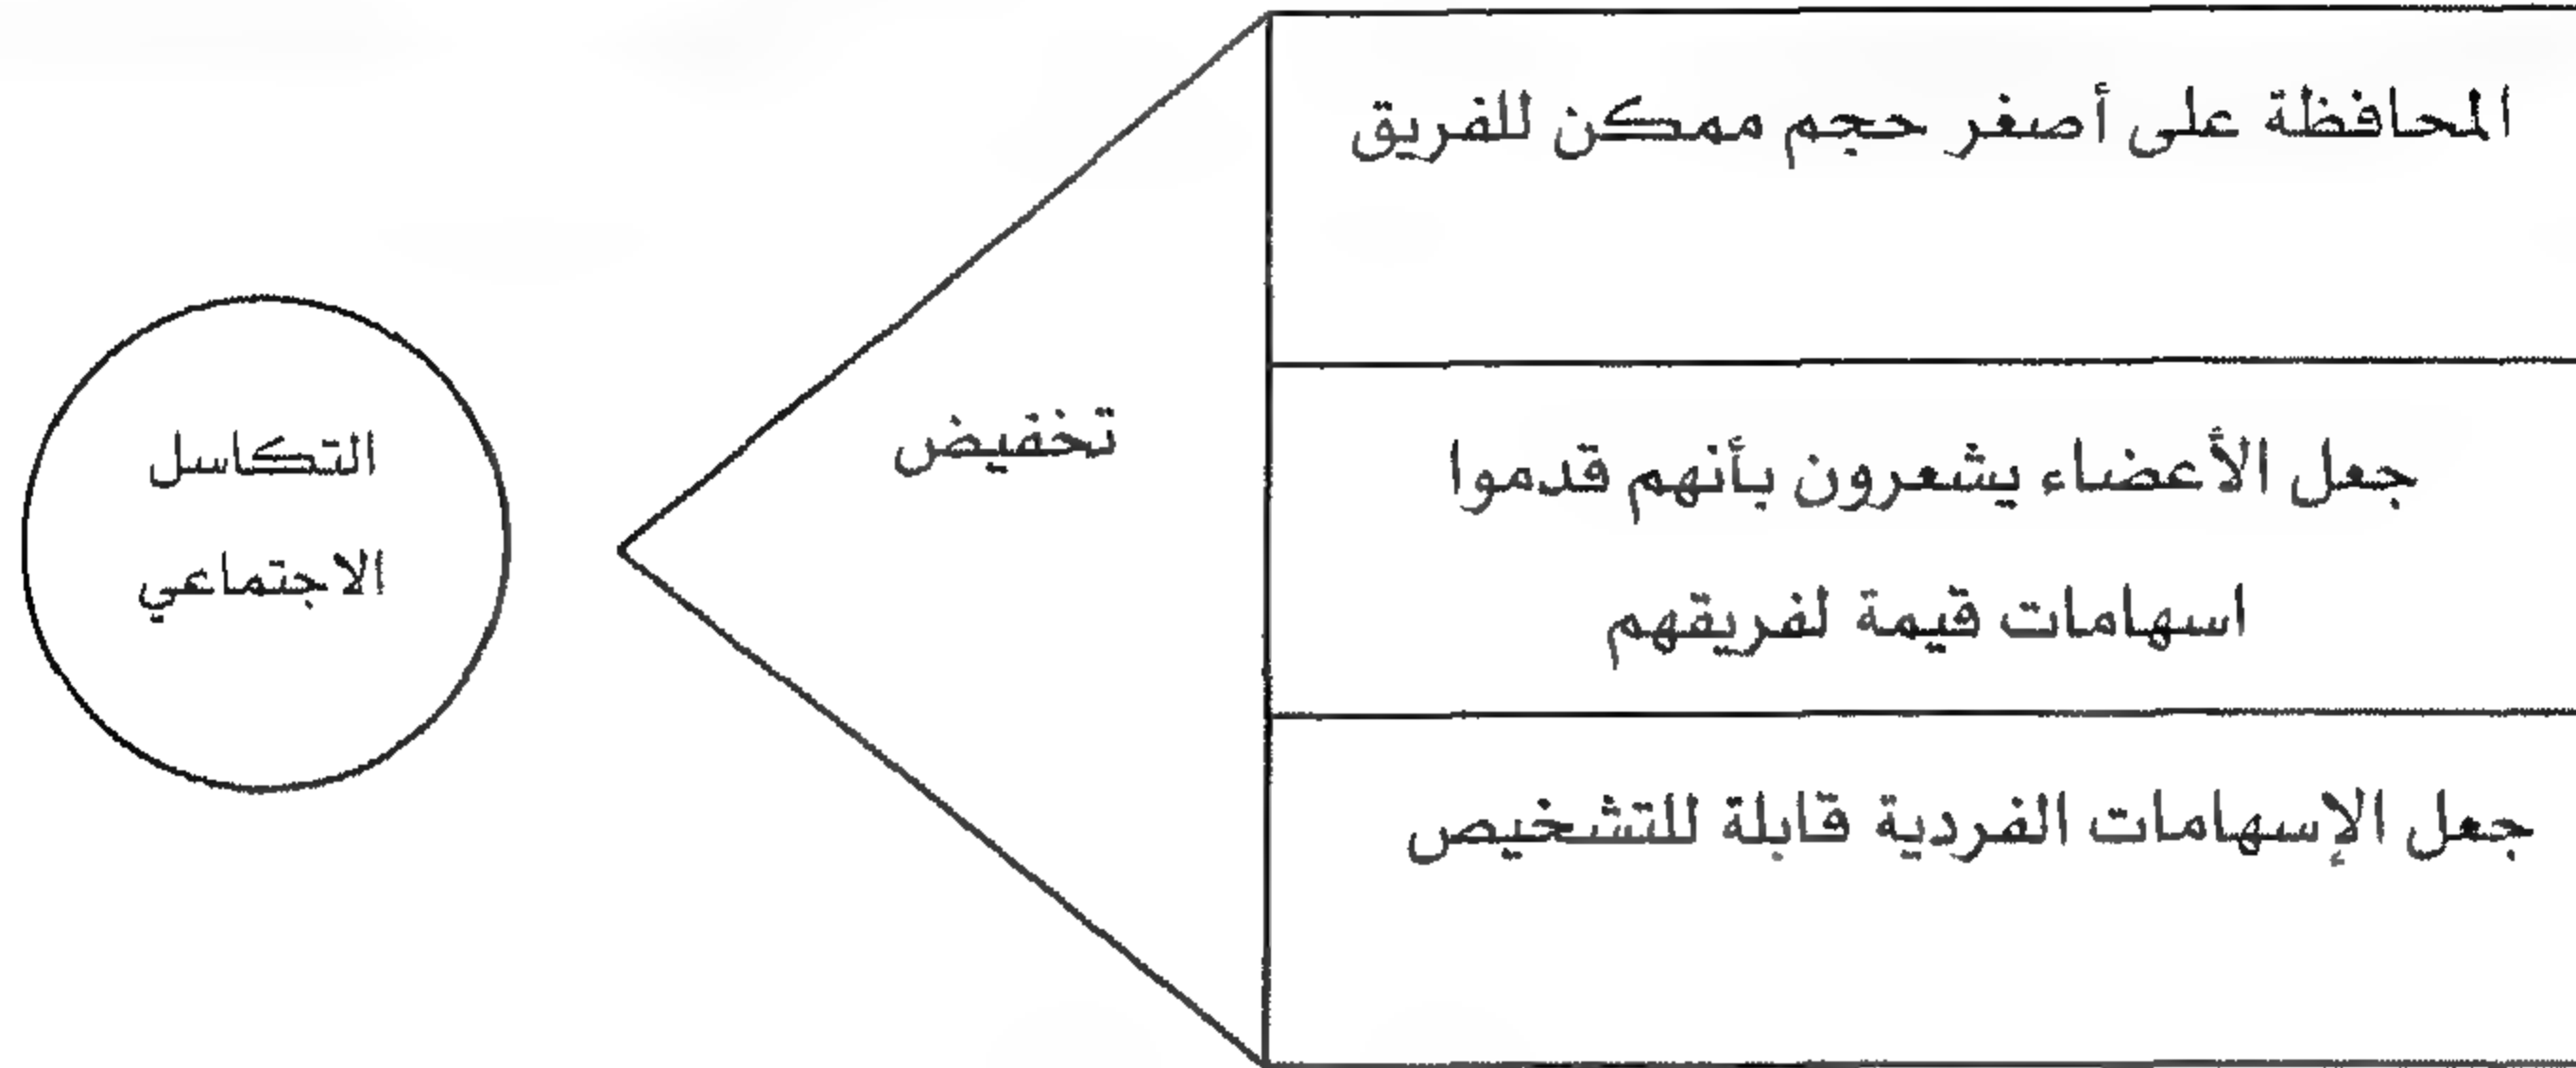 المحافظة على أصغر حجم ممكن للفريق
جعل الأعضاء يشعرون بأنهم قدموا
اسهامات قيمة لفريقهم
جعل الإسهامات الفردية قابلة للتشخيص
تخفيض
التكاسل
الاجتماعي